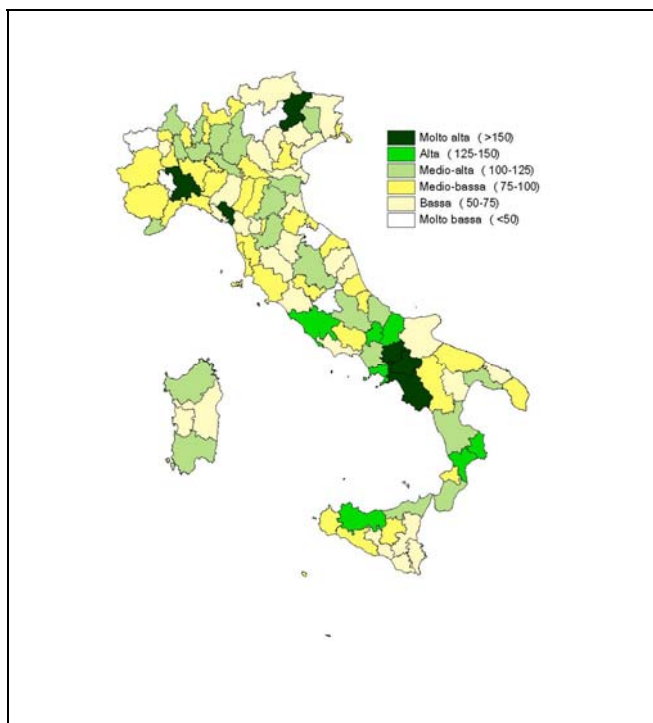 Molto alta (>150)
Alta (125-150)
Medio-alta (100-125)
Medio-bassa (75-100)
Bassa (50-75)
Molto bassa (<50)